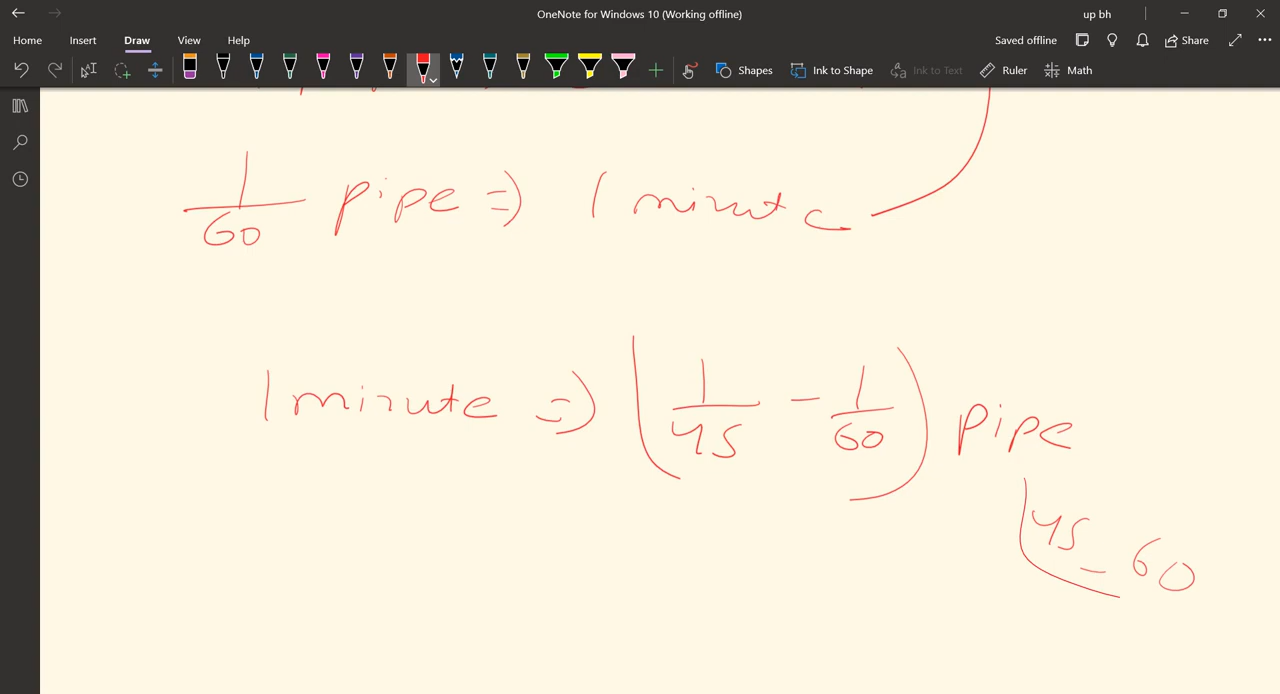 OneNote for Windows 10 (Working offline)
up bh
Home Insert Draw View Help
Saved offline
Share
Shapes
Ink to Shape
Ink to Text
Ruler
Math
1/60 pipe => 1 minute
1 minute => (1/45 - 1/60) pipe
45 - 60